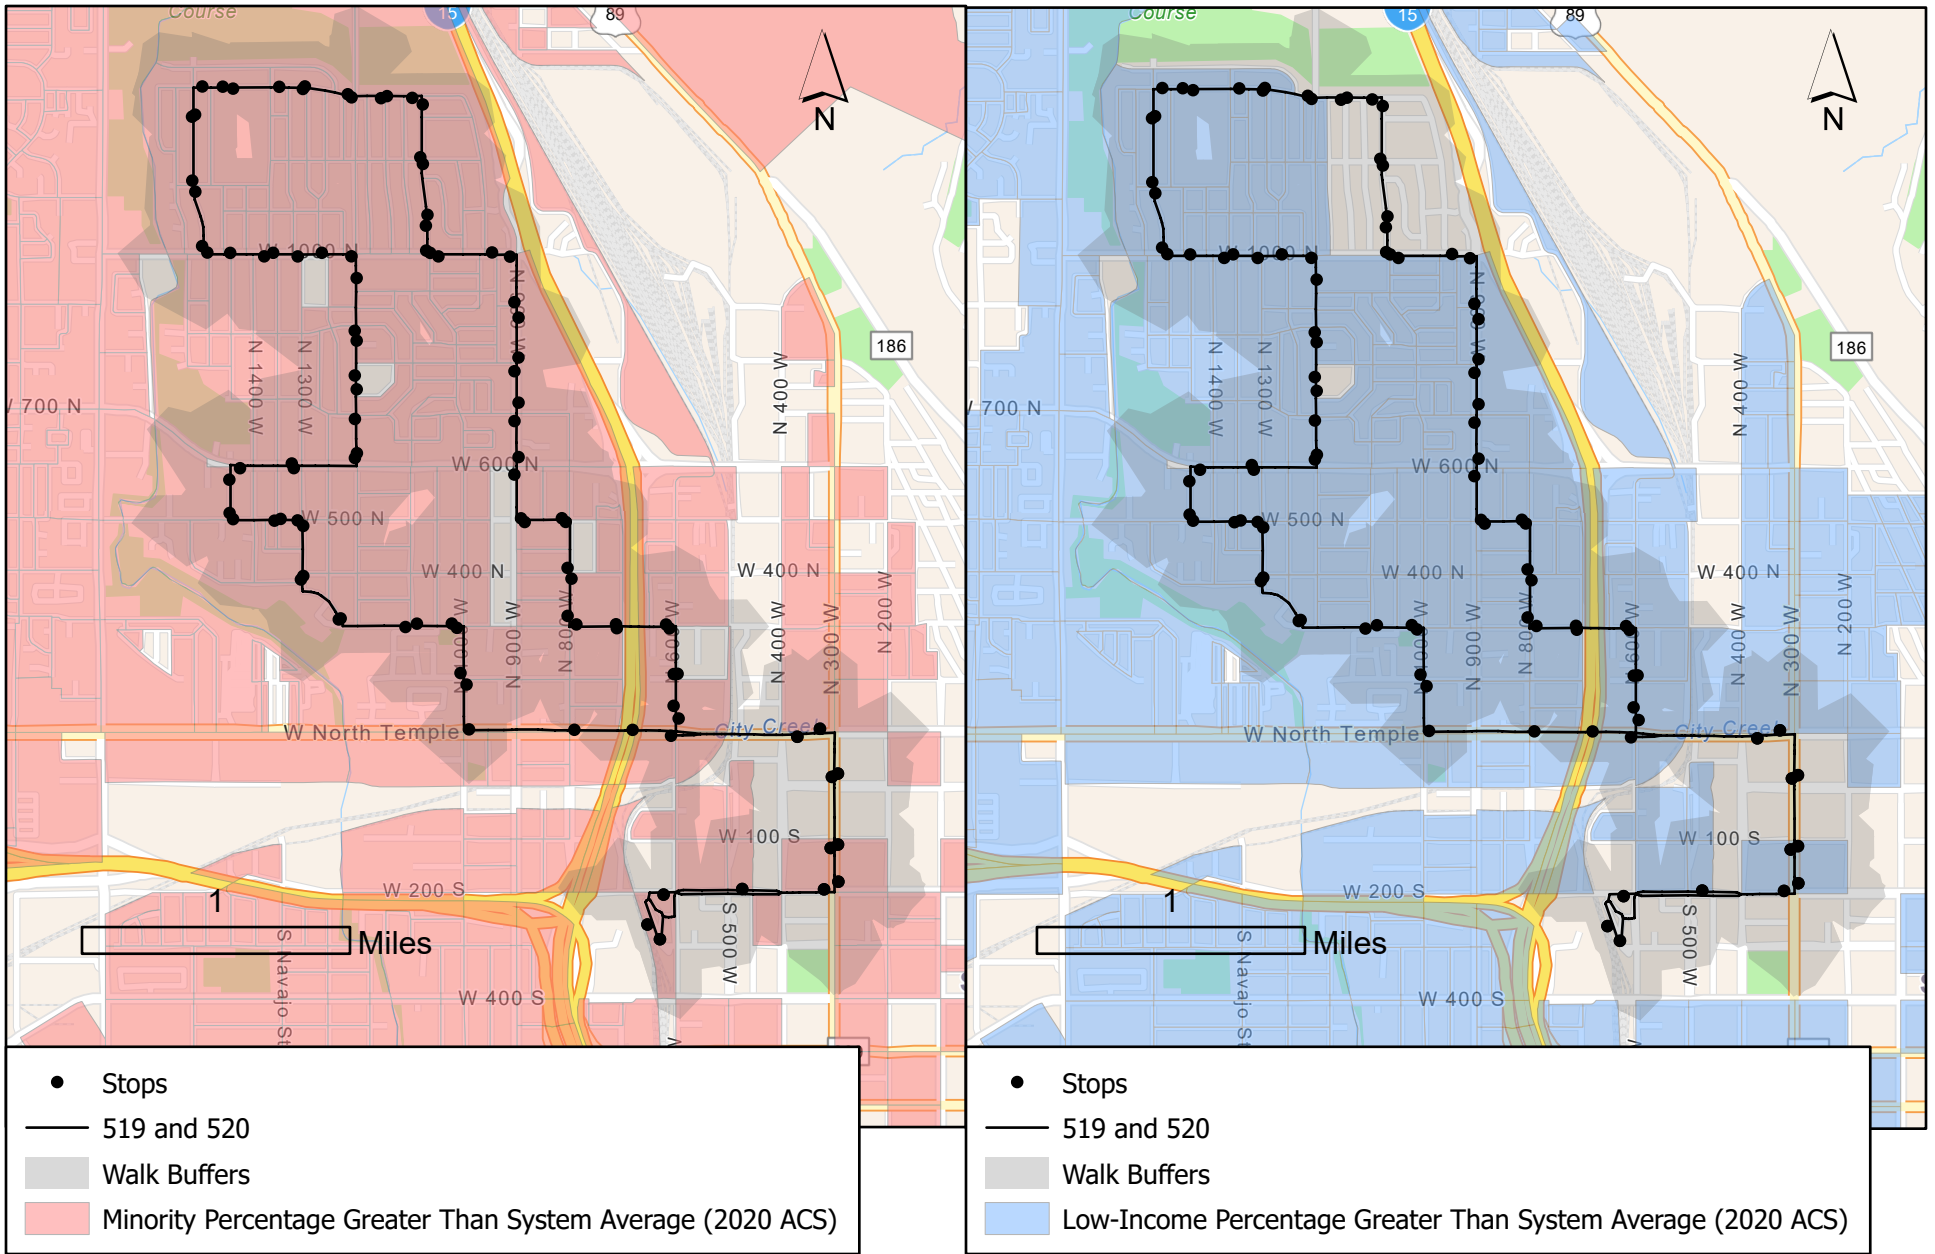 Course
15
89
N
W 1000 N
186
N 1400 W
N 1300 W
N 400 W
W 700 N
W 600 N
W 500 N
W 400 N
W 400 N
N 900 W
N 800 W
N 600 W
N 400 W
N 300 W
N 200 W
W North Temple
City Creek
W 100 S
W 200 S
1
Miles
S 500 W
S Navajo St
W 400 S
Stops
519 and 520
Walk Buffers
Minority Percentage Greater Than System Average (2020 ACS)
Course
15
89
N
W 1000 N
186
N 1400 W
N 1300 W
N 400 W
W 700 N
W 600 N
W 500 N
W 400 N
W 400 N
N 900 W
N 800 W
N 600 W
N 400 W
N 300 W
N 200 W
W North Temple
City Creek
W 100 S
W 200 S
1
Miles
S 500 W
S Navajo St
W 400 S
Stops
519 and 520
Walk Buffers
Low-Income Percentage Greater Than System Average (2020 ACS)